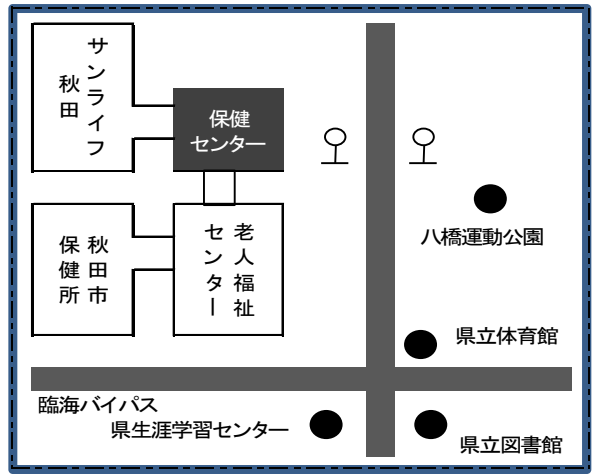 サンライフ
秋田
保健
センター
秋田市
保健所
老人福祉
センター
八橋運動公園
県立体育館
臨海バイパス
県生涯学習センター
県立図書館